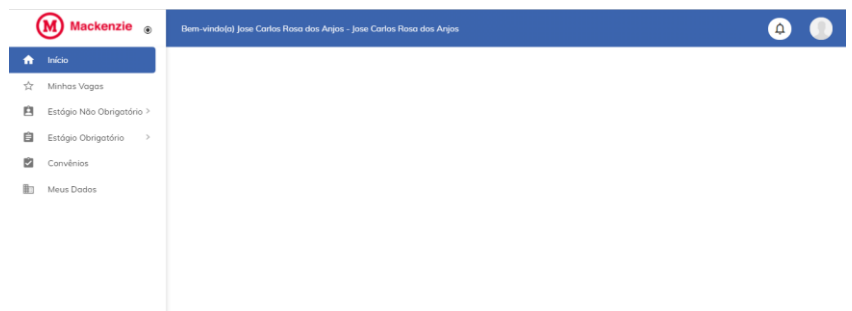 Mackenzie
Bem-vindo(a) Jose Carlos Rosa dos Anjos - Jose Carlos Rosa dos Anjos
Início
Minhas Vagas
Estágio Não Obrigatório >
Estágio Obrigatório >
Convênios
Meus Dados